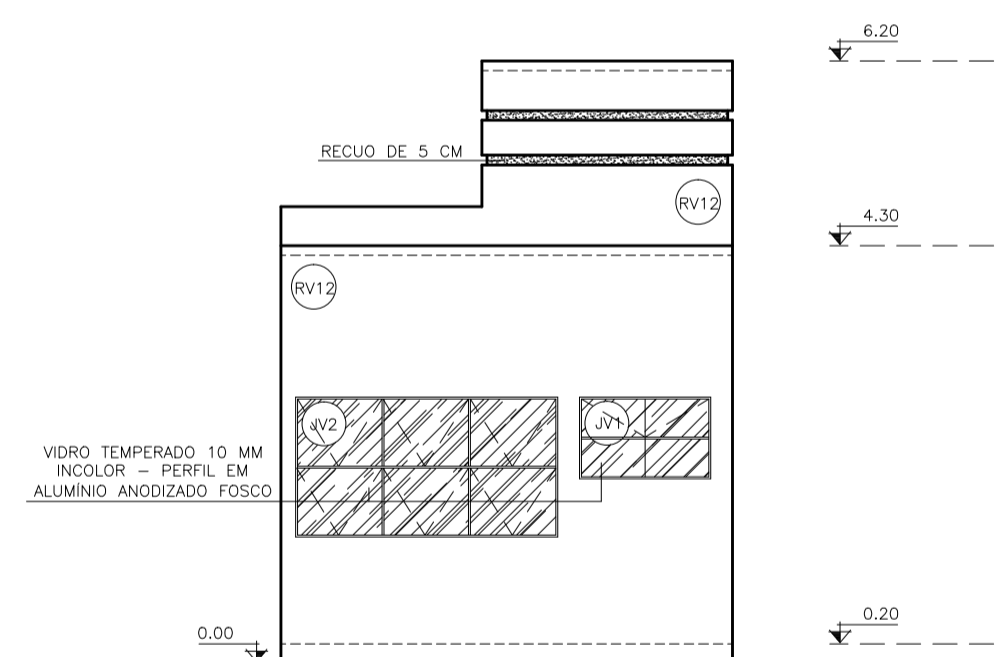 6.20
RECUO DE 5 CM
RV12
4.30
RV12
JV2
JV1
VIDRO TEMPERADO 10 MM
INCOLOR – PERFIL EM
ALUMÍNIO ANODIZADO FOSCO
0.20
0.00